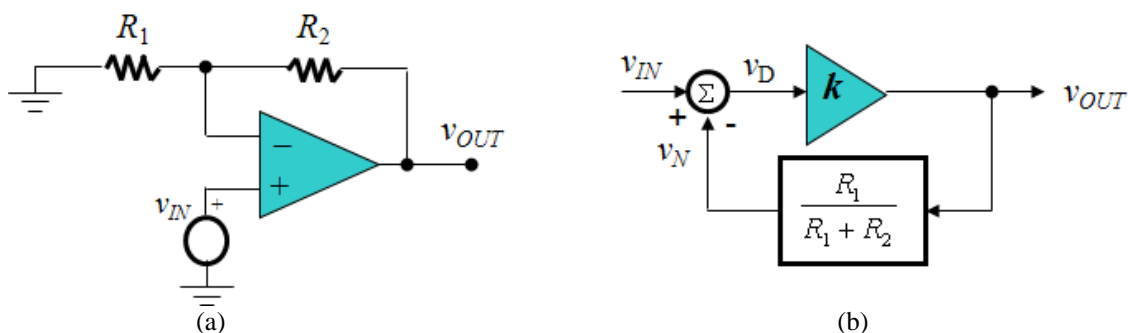 R1 R2
−
+
vOUT
vIN
+
(a)
vIN Σ vD k vOUT
+ -
vN
R1
R1 + R2
(b)